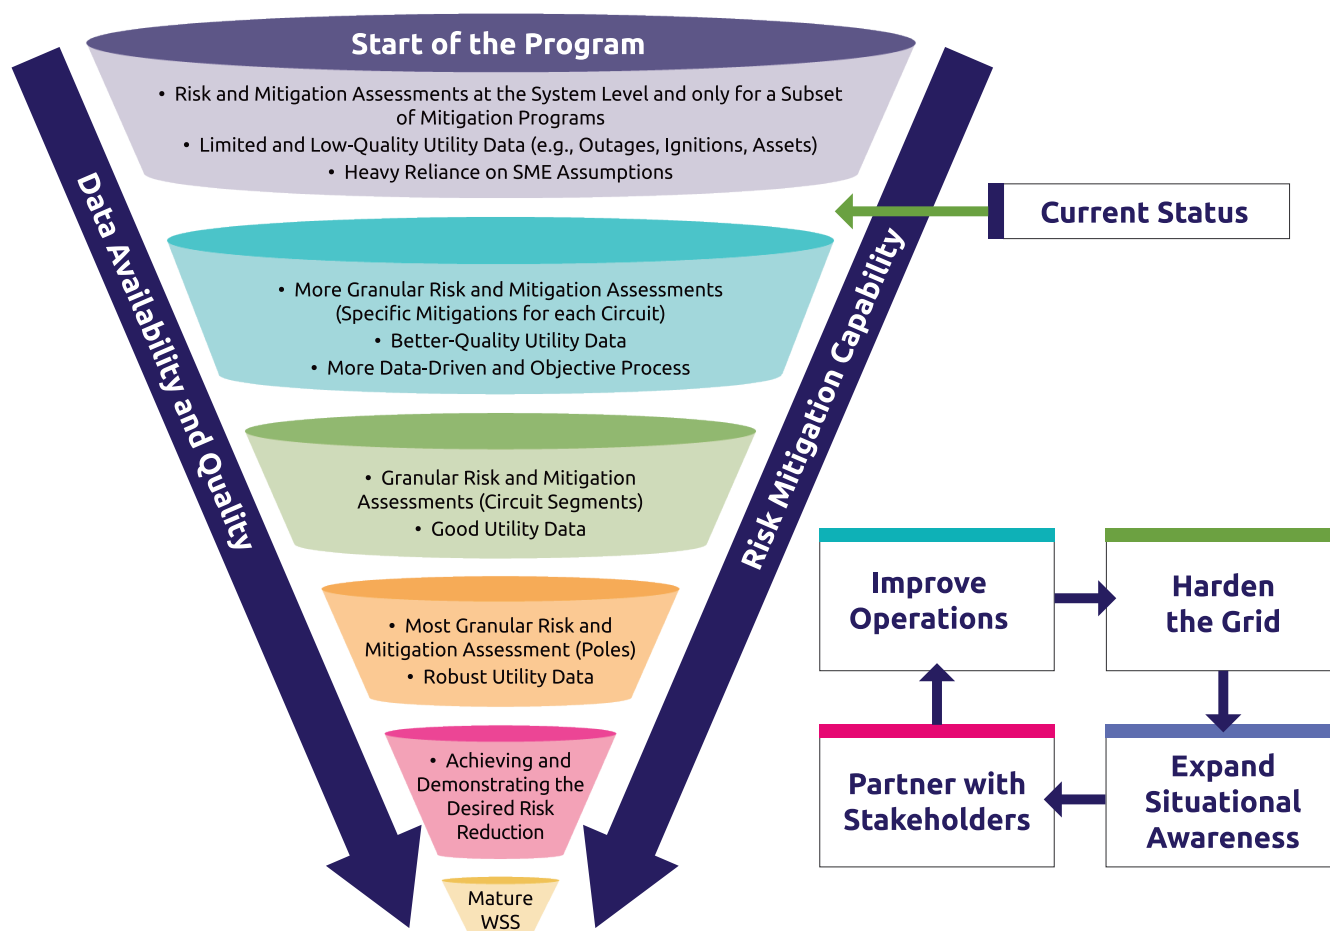 Start of the Program
• Risk and Mitigation Assessments at the System Level and only for a Subset
of Mitigation Programs
• Limited and Low-Quality Utility Data (e.g., Outages, Ignitions, Assets)
• Heavy Reliance on SME Assumptions
Data Availability and Quality
Risk Mitigation Capability
Current Status
• More Granular Risk and Mitigation Assessments
(Specific Mitigations for each Circuit)
• Better-Quality Utility Data
• More Data-Driven and Objective Process
• Granular Risk and Mitigation
Assessments (Circuit Segments)
• Good Utility Data
• Most Granular Risk and
Mitigation Assessment (Poles)
• Robust Utility Data
• Achieving and
Demonstrating the
Desired Risk
Reduction
Mature
WSS
Improve
Operations
Harden
the Grid
Partner with
Stakeholders
Expand
Situational
Awareness